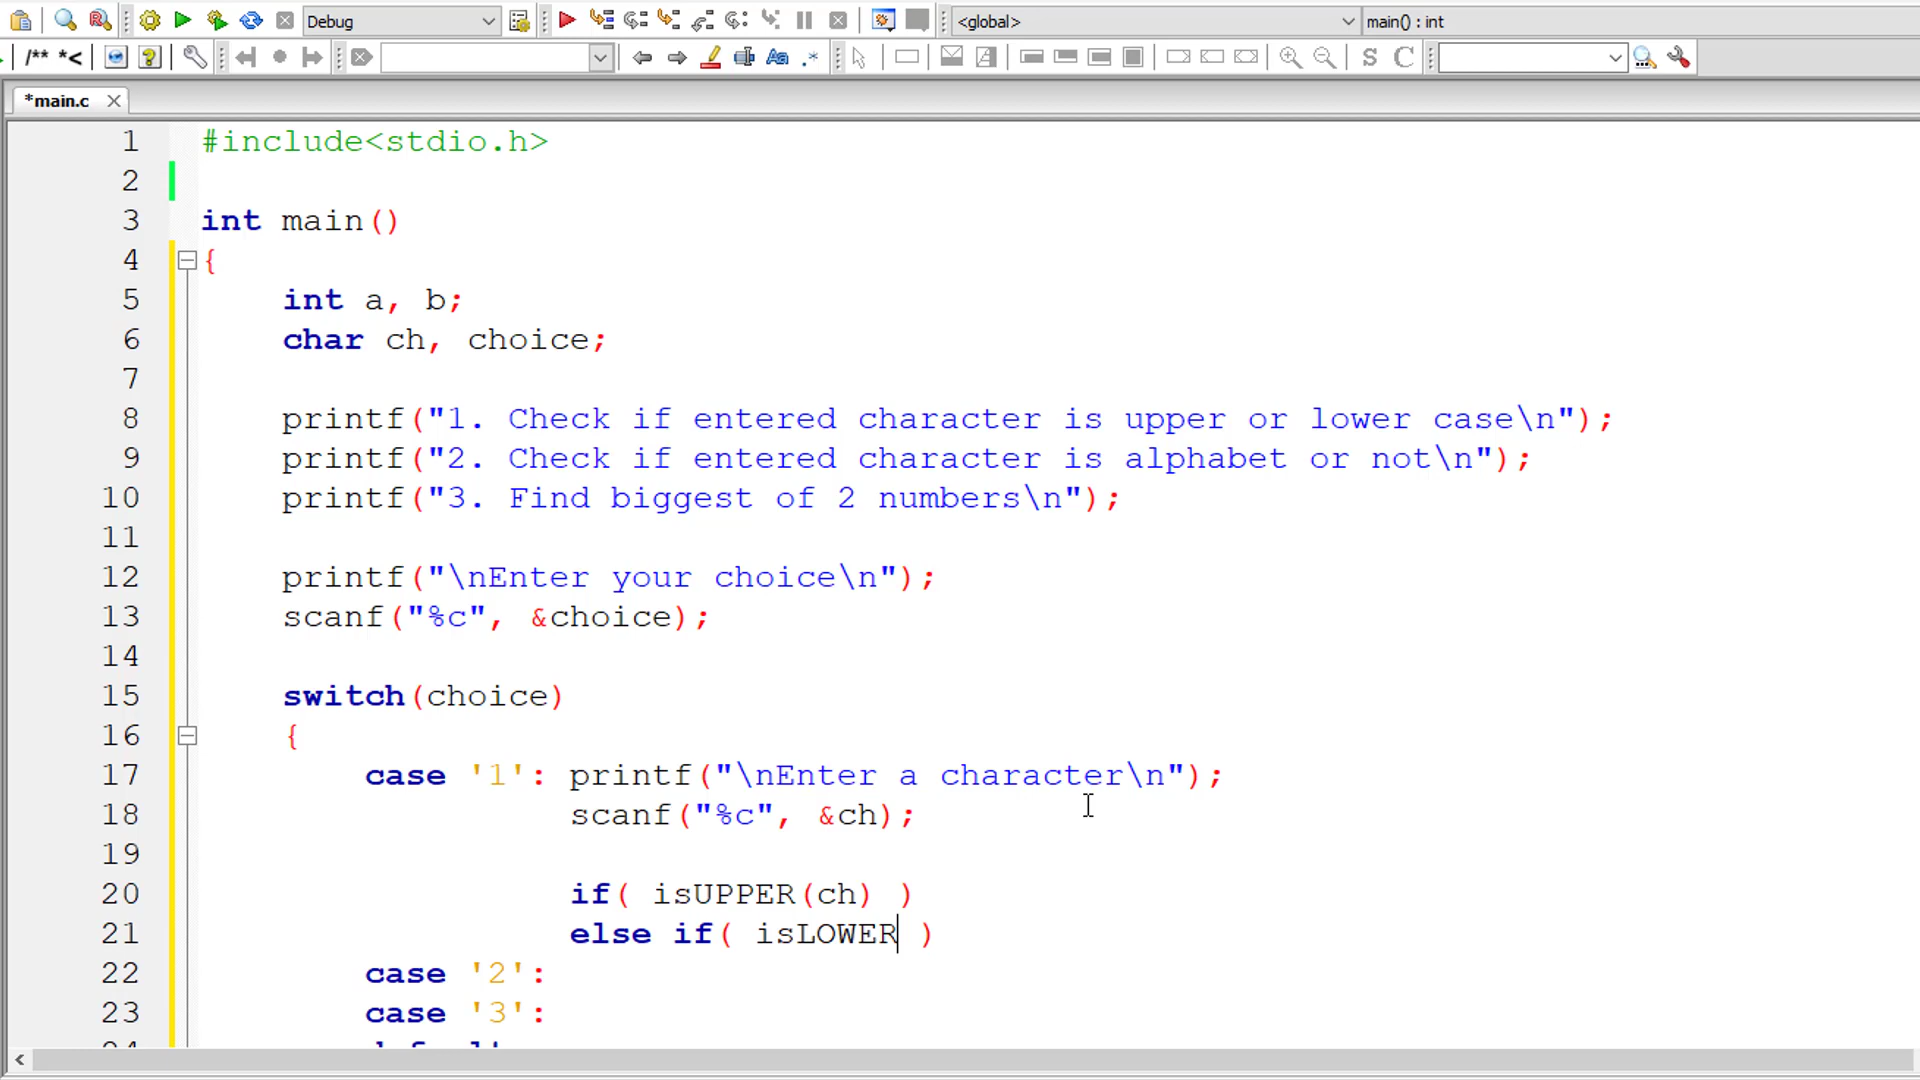 Debug <global> main() : int
/** *<
Aa .* S C
*main.c
1 #include<stdio.h>
2
3 int main()
4 {
5 int a, b;
6 char ch, choice;
7
8 printf("1. Check if entered character is upper or lower case\n");
9 printf("2. Check if entered character is alphabet or not\n");
10 printf("3. Find biggest of 2 numbers\n");
11
12 printf("\nEnter your choice\n");
13 scanf("%c", &choice);
14
15 switch(choice)
16 {
17 case '1': printf("\nEnter a character\n");
18 scanf("%c", &ch);
19
20 if( isUPPER(ch) )
21 else if( isLOWER )
22 case '2':
23 case '3':